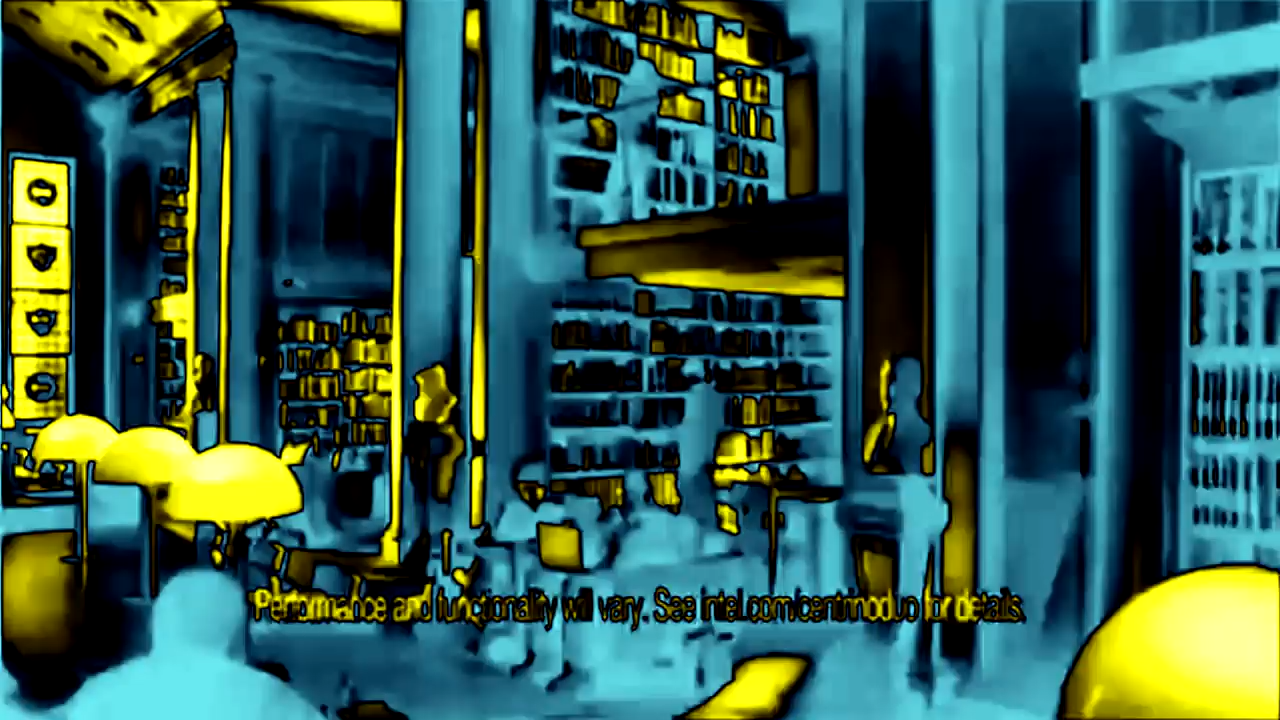 *Performance and functionality will vary. See intel.com/centrinoduo for details.